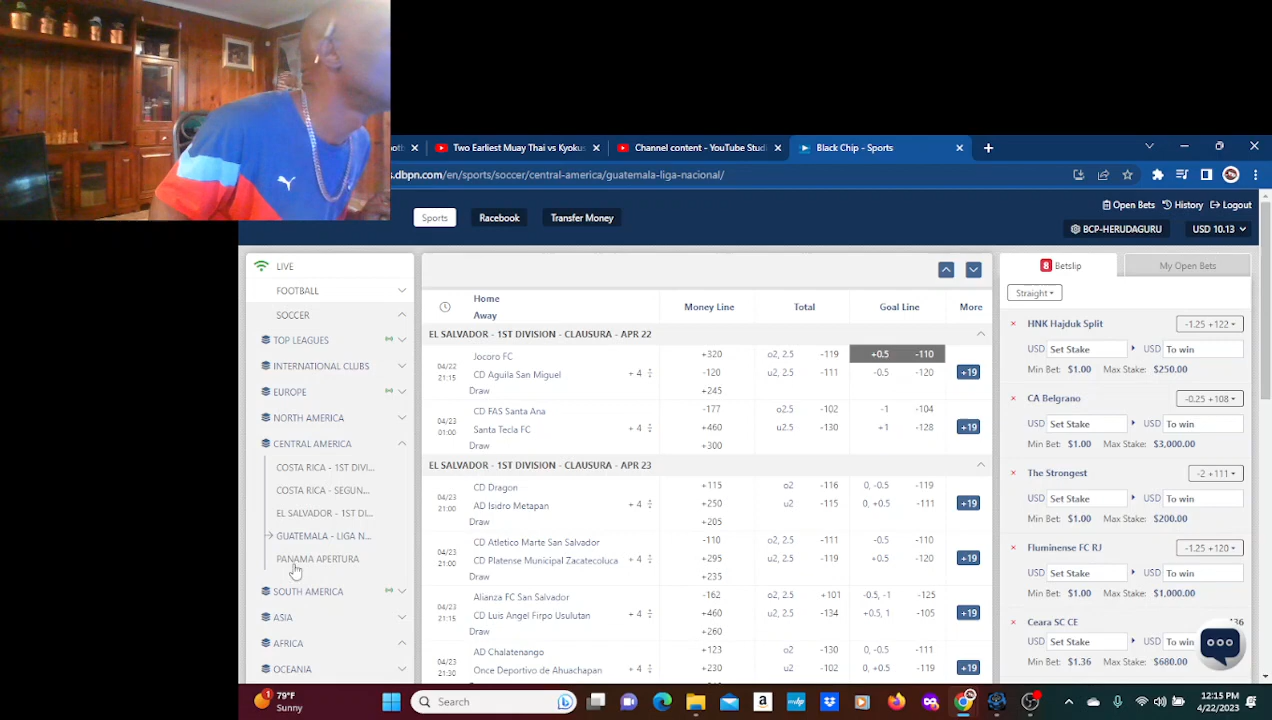 Two Earliest Muay Thai vs Kyokus
Channel content - YouTube Studi
Black Chip - Sports
s.dbpn.com/en/sports/soccer/central-america/guatemala-liga-nacional/
Sports
Racebook
Transfer Money
Open Bets
History
Logout
BCP-HERUDAGURU
USD 10.13
LIVE
FOOTBALL
SOCCER
TOP LEAGUES
INTERNATIONAL CLUBS
EUROPE
NORTH AMERICA
CENTRAL AMERICA
COSTA RICA - 1ST DIVI...
COSTA RICA - SEGUN...
EL SALVADOR - 1ST DI...
GUATEMALA - LIGA N...
PANAMA APERTURA
SOUTH AMERICA
ASIA
AFRICA
OCEANIA
Home
Away
Money Line
Total
Goal Line
More
EL SALVADOR - 1ST DIVISION - CLAUSURA - APR 22
04/22 21:15
Jocoro FC +320 o2, 2.5 -119 +0.5 -110
CD Aguila San Miguel + 4 -120 u2, 2.5 -111 -0.5 -120 +19
Draw +245
04/23 01:00
CD FAS Santa Ana -177 o2.5 -102 -1 -104
Santa Tecla FC + 4 +460 u2.5 -130 +1 -128 +19
Draw +300
EL SALVADOR - 1ST DIVISION - CLAUSURA - APR 23
04/23 21:00
CD Dragon +115 o2 -116 0, -0.5 -119
AD Isidro Metapan + 4 +250 u2 -115 0, +0.5 -111 +19
Draw +205
04/23 21:00
CD Atletico Marte San Salvador -110 o2, 2.5 -111 -0.5 -110
CD Platense Municipal Zacatecoluca + 4 +295 u2, 2.5 -119 +0.5 -120 +19
Draw +235
04/23 21:15
Alianza FC San Salvador -162 o2, 2.5 +101 -0.5, -1 -125
CD Luis Angel Firpo Usulutan + 4 +460 u2, 2.5 -134 +0.5, 1 -105 +19
Draw +260
04/23 21:30
AD Chalatenango +123 o2 -130 0, -0.5 -111
Once Deportivo de Ahuachapan + 4 +230 u2 -102 0, +0.5 -119 +19
8 Betslip
My Open Bets
Straight
HNK Hajduk Split -1.25 +122
USD Set Stake USD To win
Min Bet: $1.00 Max Stake: $250.00
CA Belgrano -0.25 +108
USD Set Stake USD To win
Min Bet: $1.00 Max Stake: $3,000.00
The Strongest -2 +111
USD Set Stake USD To win
Min Bet: $1.00 Max Stake: $200.00
Fluminense FC RJ -1.25 +120
USD Set Stake USD To win
Min Bet: $1.00 Max Stake: $1,000.00
Ceara SC CE
USD Set Stake USD To win
Min Bet: $1.36 Max Stake: $680.00
1
79°F
Sunny
Search
12:15 PM
4/22/2023